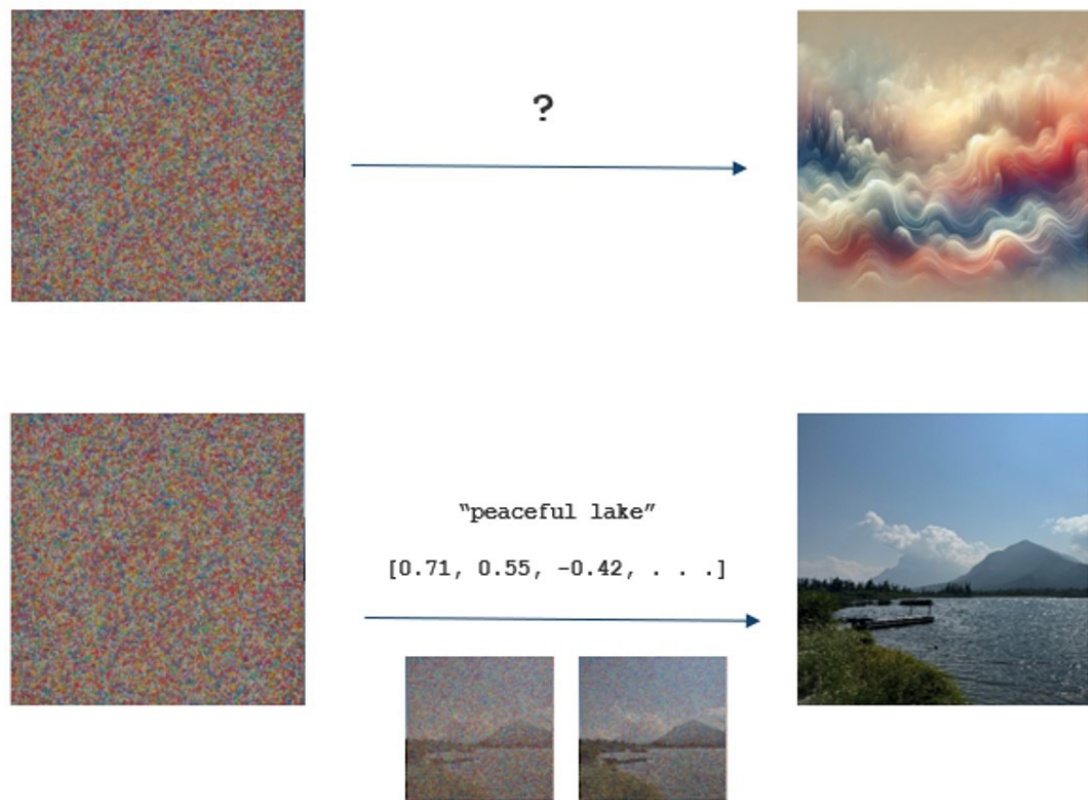 ?
“peaceful lake”
[0.71, 0.55, -0.42, . . .]